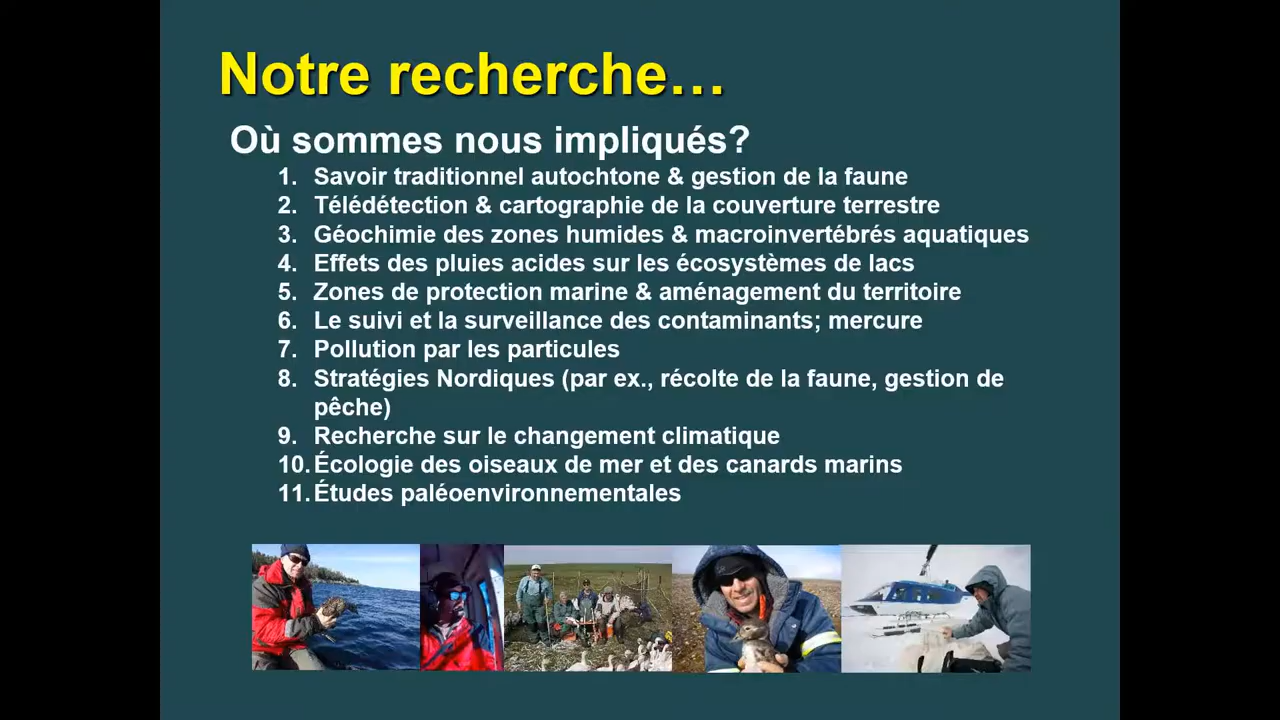 Notre recherche…
Où sommes nous impliqués?
1. Savoir traditionnel autochtone & gestion de la faune
2. Télédétection & cartographie de la couverture terrestre
3. Géochimie des zones humides & macroinvertébrés aquatiques
4. Effets des pluies acides sur les écosystèmes de lacs
5. Zones de protection marine & aménagement du territoire
6. Le suivi et la surveillance des contaminants; mercure
7. Pollution par les particules
8. Stratégies Nordiques (par ex., récolte de la faune, gestion de
pêche)
9. Recherche sur le changement climatique
10. Écologie des oiseaux de mer et des canards marins
11. Études paléoenvironnementales